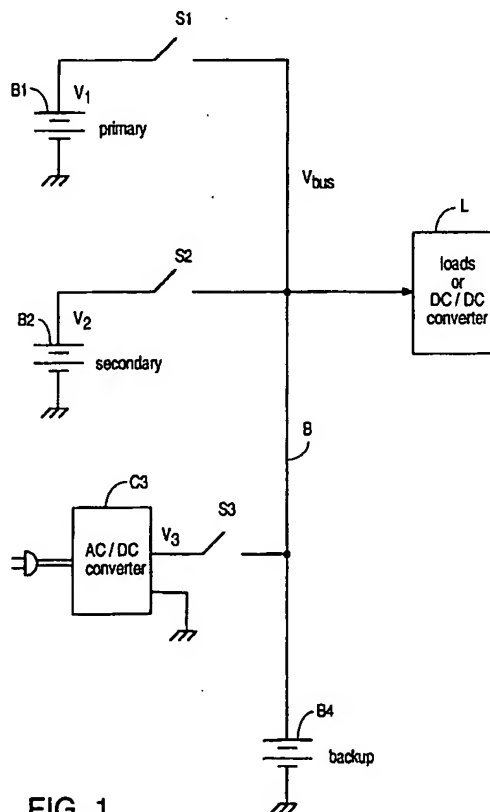 S1
B1
V1
primary
Vbus
L
loads
or
DC / DC
converter
S2
B2
V2
secondary
B
C3
AC / DC
converter
V3
S3
B4
backup
FIG. 1